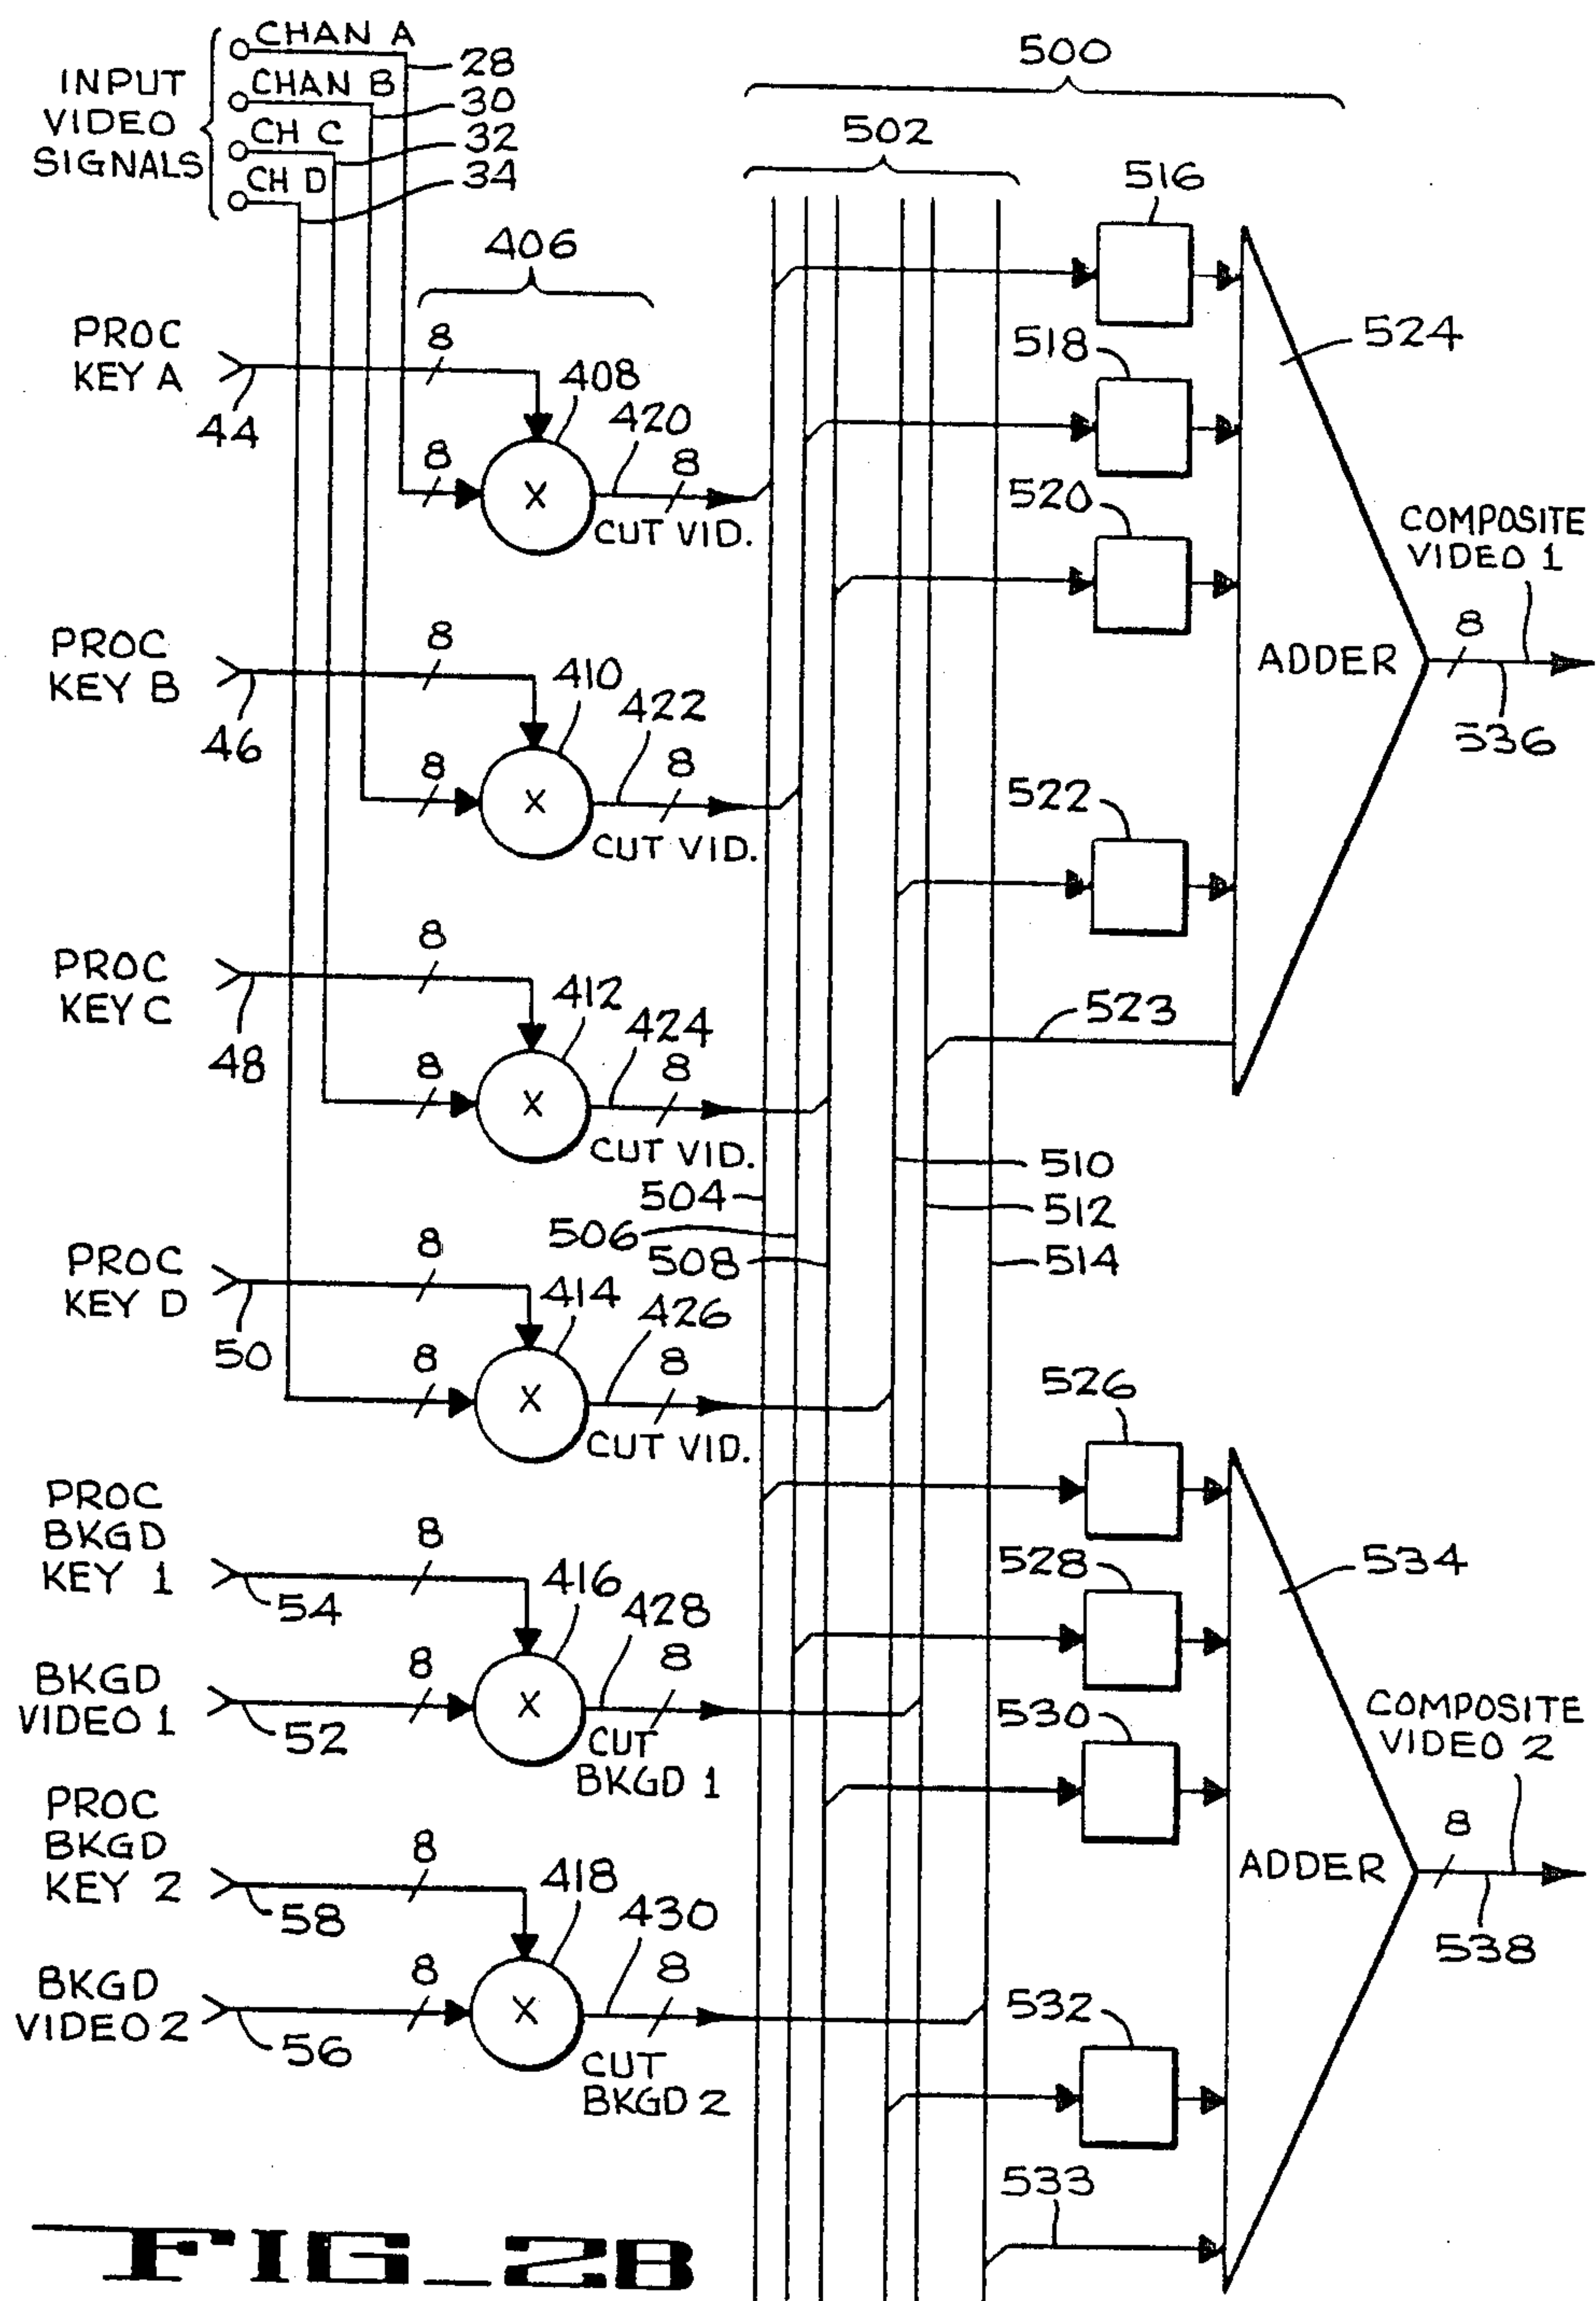 CHAN A
28
500
INPUT
VIDEO
SIGNALS
CHAN B
30
CH C
32
502
CH D
34
516
406
PROC
KEY A
8
44
408
420
8
8
X
CUT VID.
518
524
520
COMPOSITE
VIDEO 1
PROC
KEY B
8
46
410
422
8
8
X
CUT VID.
ADDER
8
536
522
PROC
KEY C
8
48
412
424
8
8
X
CUT VID.
523
504
506
508
510
512
514
PROC
KEY D
8
50
414
426
8
8
X
CUT VID.
526
PROC
BKGD
KEY 1
8
54
416
428
528
534
BKGD
VIDEO 1
8
52
X
8
CUT
BKGD 1
530
COMPOSITE
VIDEO 2
PROC
BKGD
KEY 2
8
58
418
430
ADDER
8
538
BKGD
VIDEO 2
8
56
X
8
CUT
BKGD 2
532
533
FIG_2B